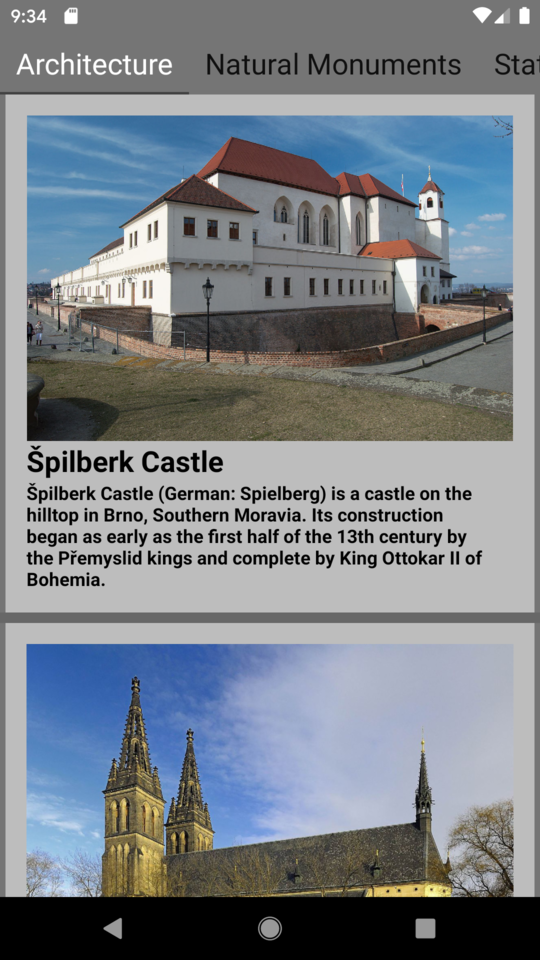 9:34
Architecture Natural Monuments Stat
Špilberk Castle
Špilberk Castle (German: Spielberg) is a castle on the
hilltop in Brno, Southern Moravia. Its construction
began as early as the first half of the 13th century by
the Přemyslid kings and complete by King Ottokar II of
Bohemia.